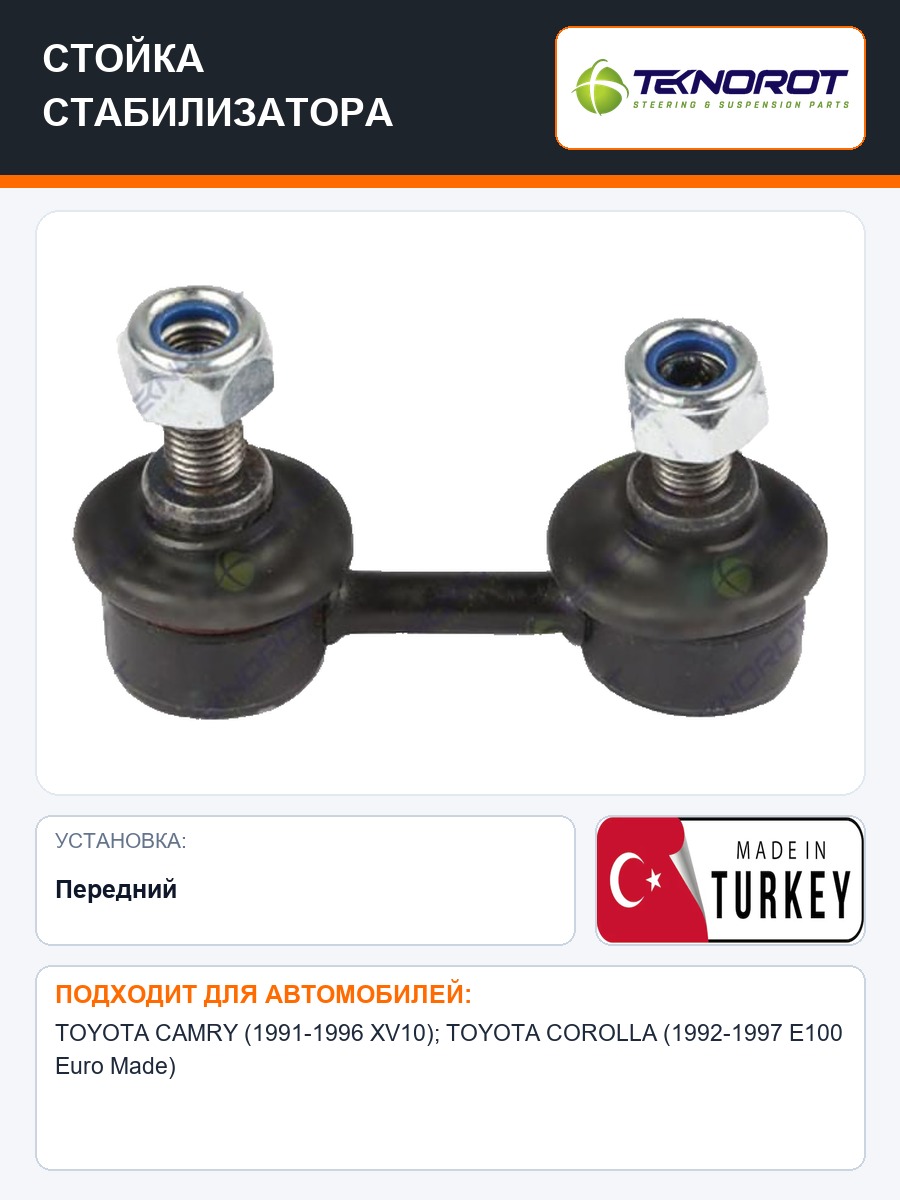 СТОЙКА
СТАБИЛИЗАТОРА
TEKNOROT
STEERING & SUSPENSION PARTS
УСТАНОВКА:
Передний
MADE IN
TURKEY
ПОДХОДИТ ДЛЯ АВТОМОБИЛЕЙ:
TOYOTA CAMRY (1991-1996 XV10); TOYOTA COROLLA (1992-1997 E100
Euro Made)